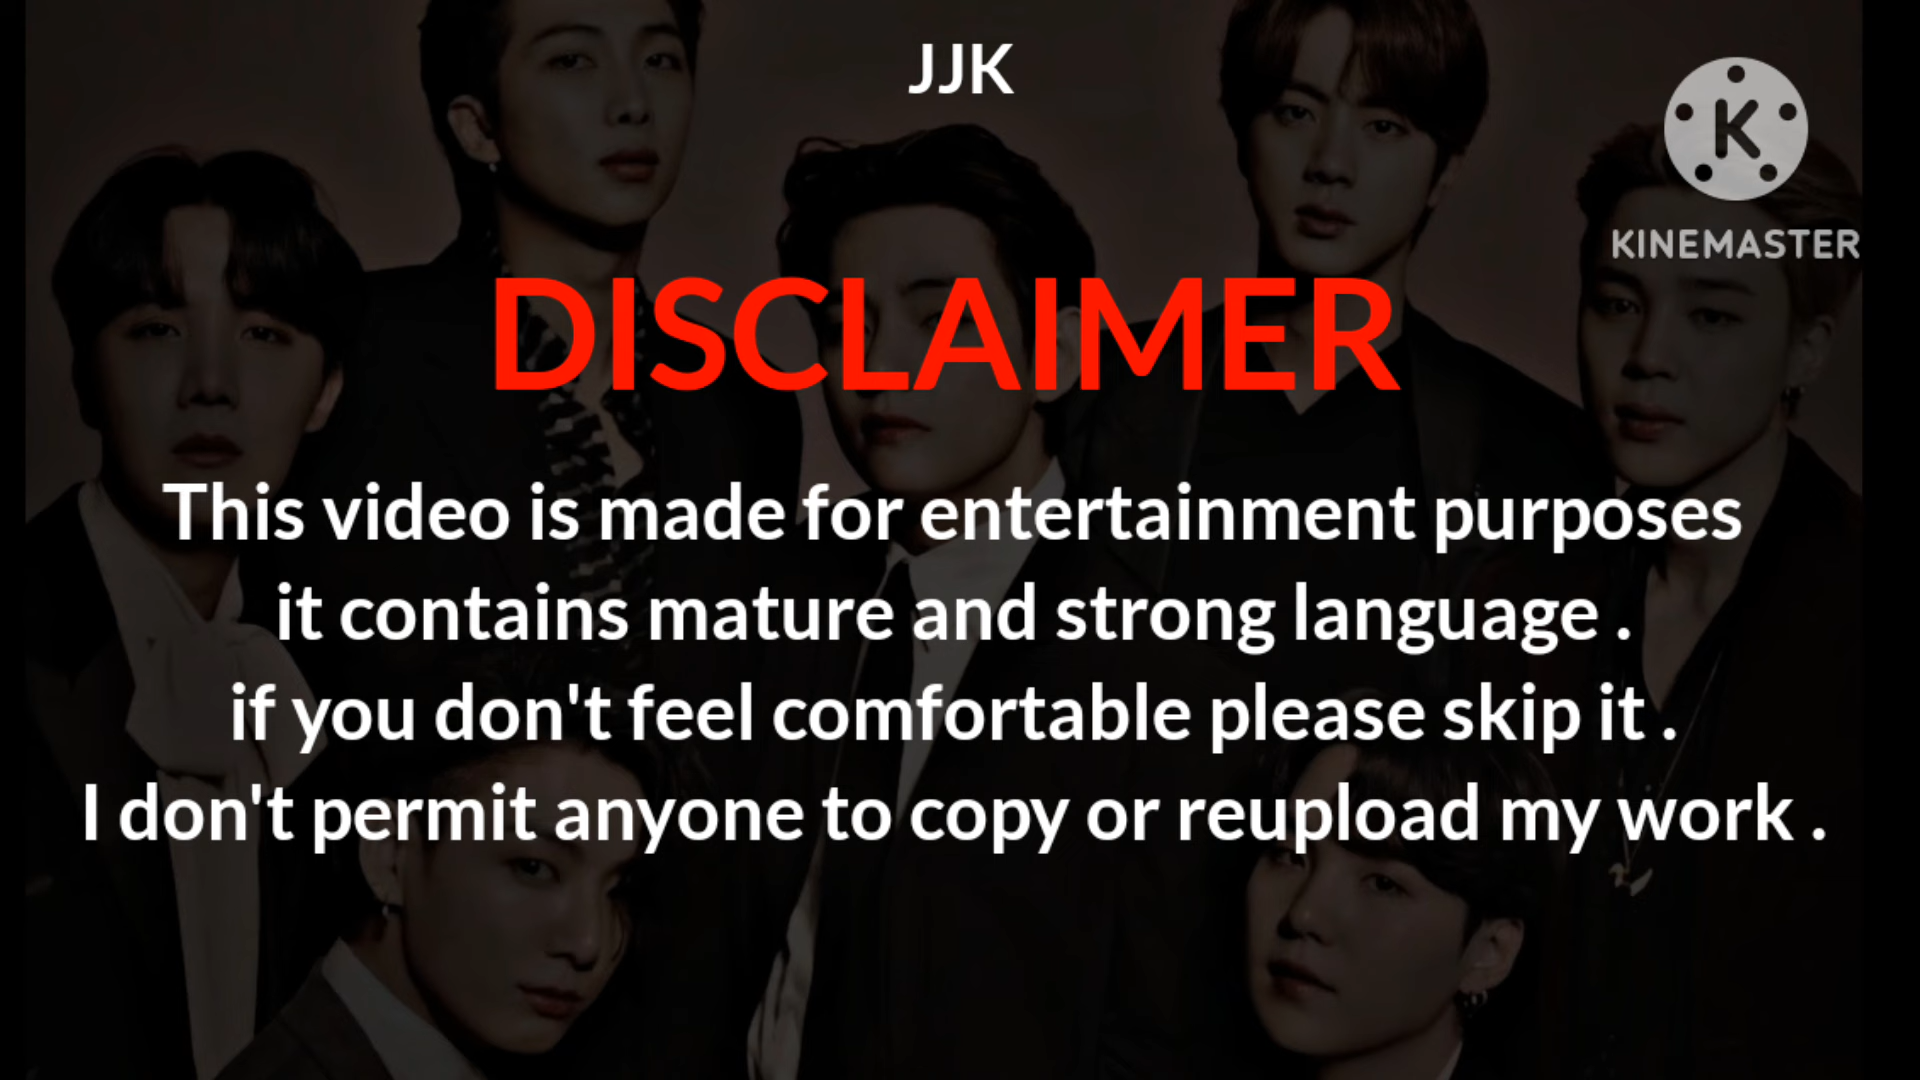 JJK
K
KINEMASTER
DISCLAIMER
This video is made for entertainment purposes
it contains mature and strong language .
if you don't feel comfortable please skip it .
I don't permit anyone to copy or reupload my work .